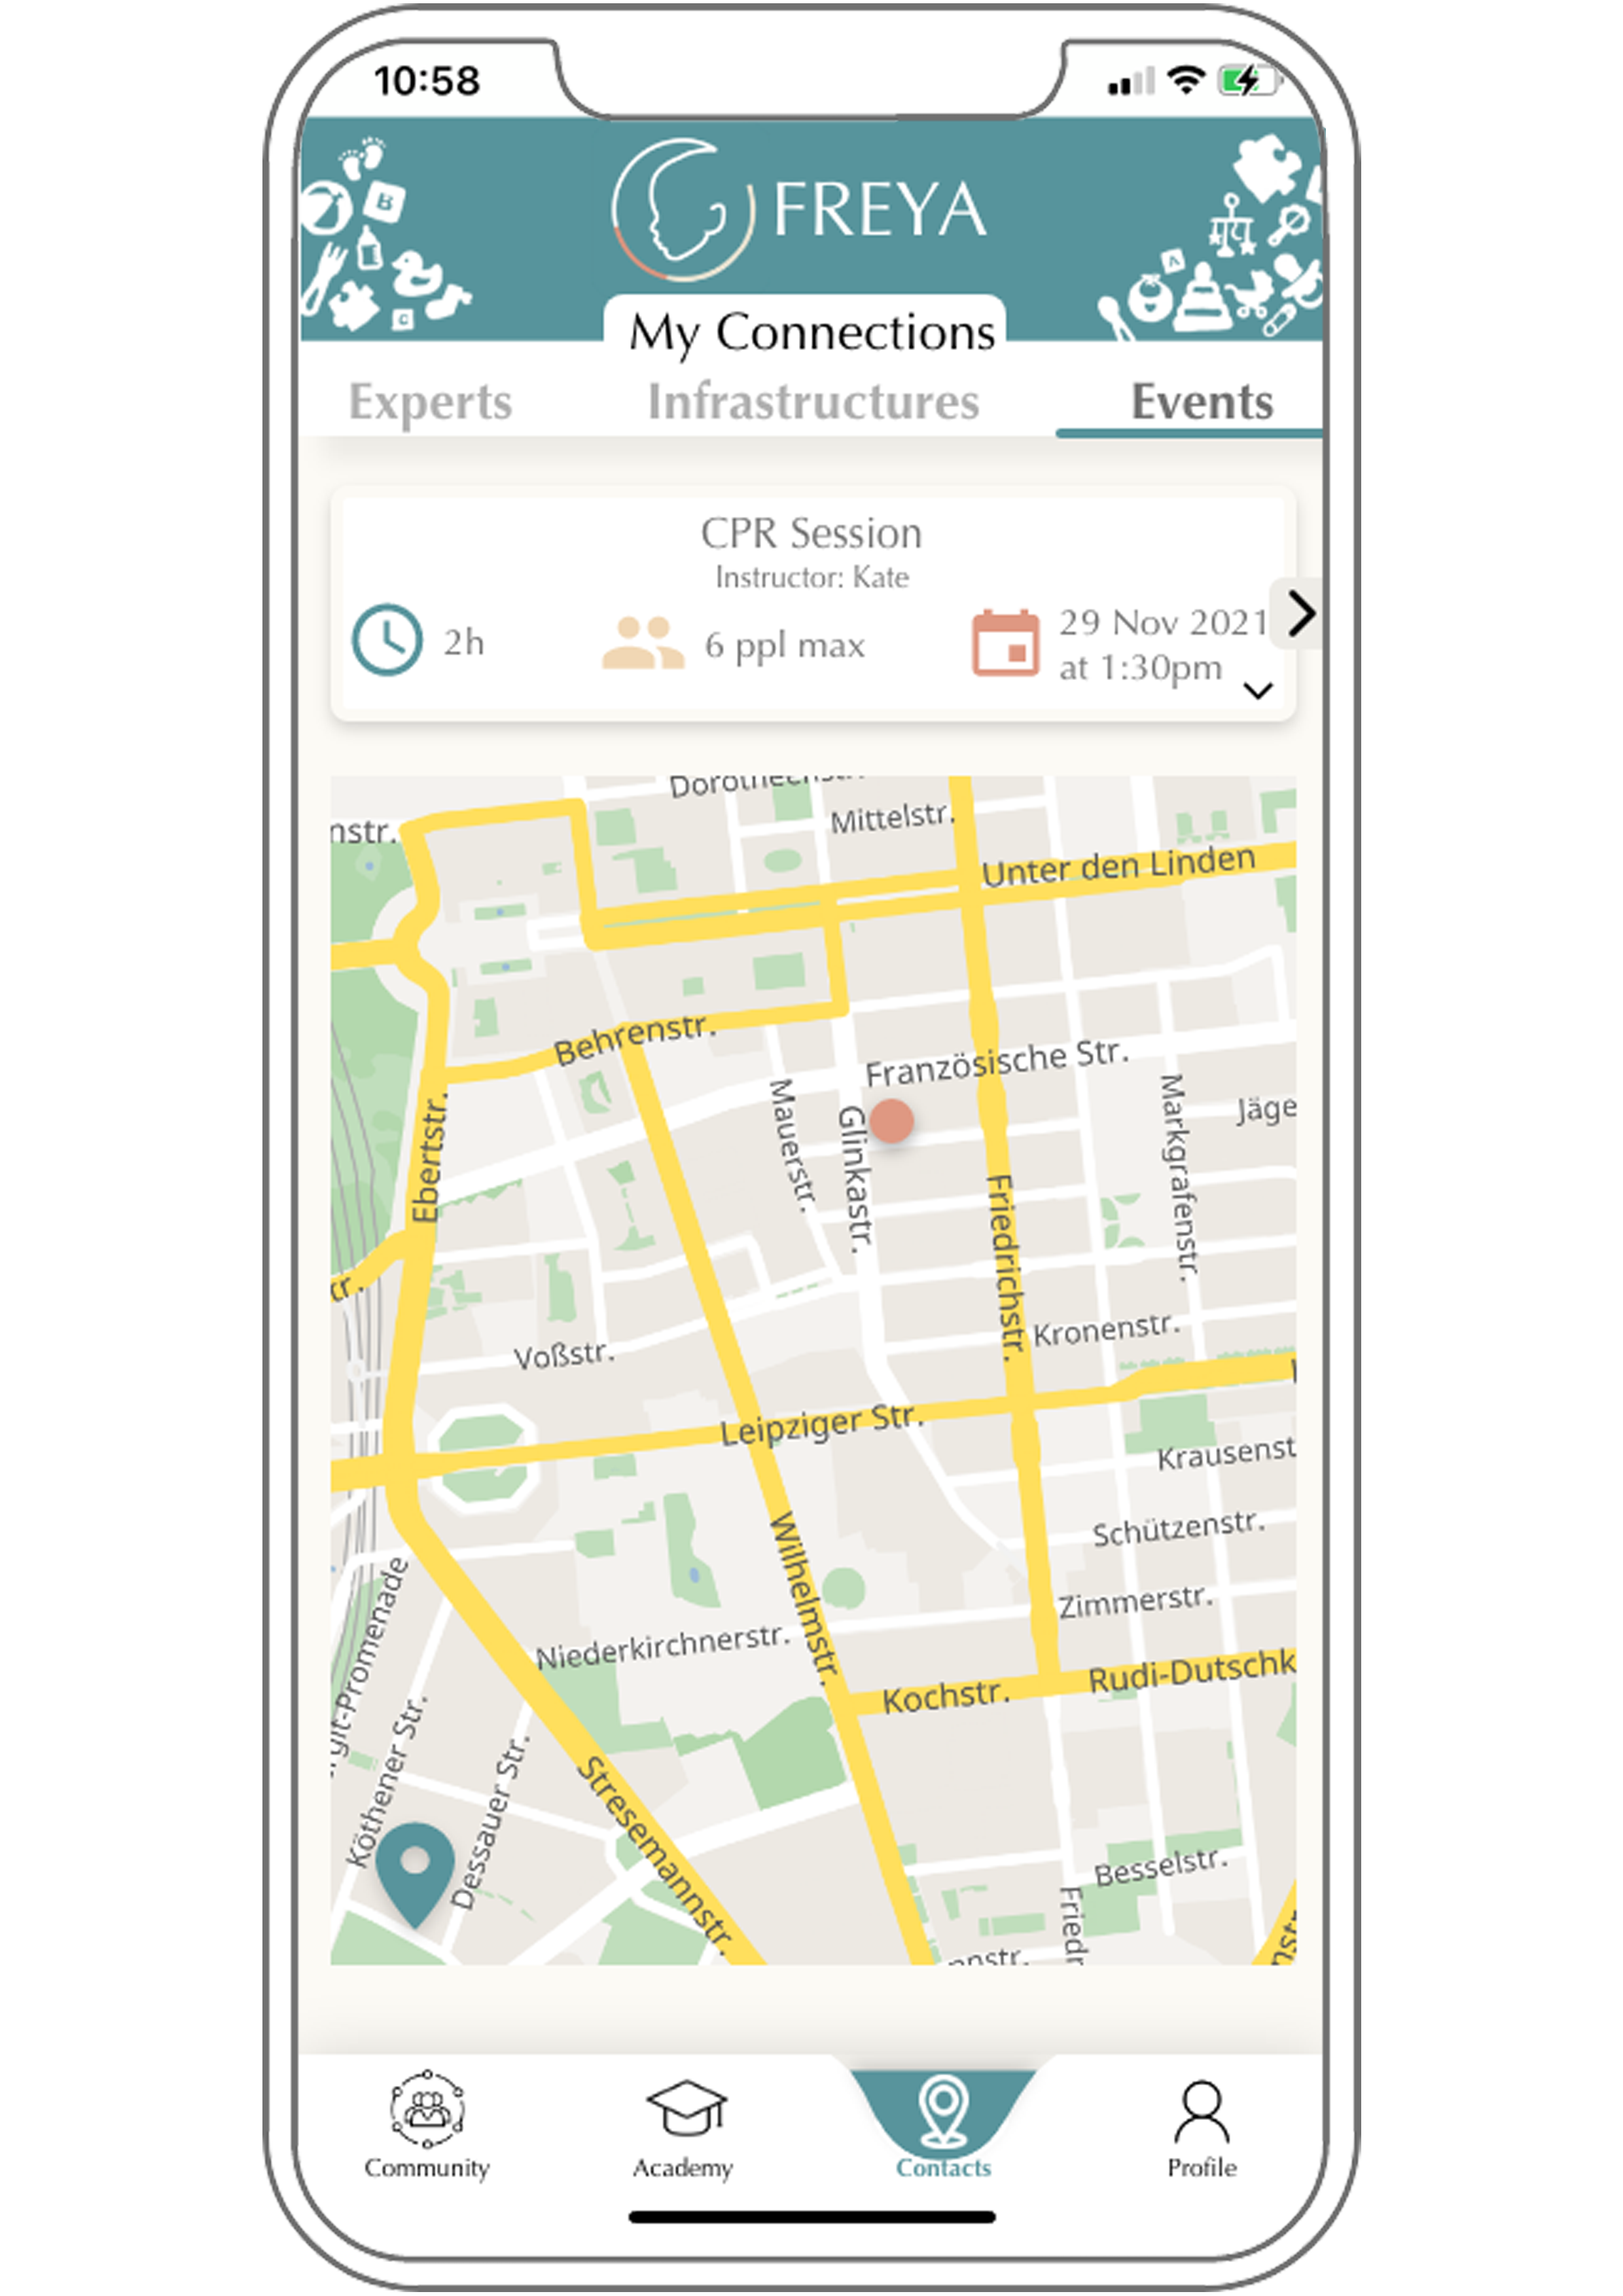 10:58
B
C
A
FREYA
My Connections
Experts Infrastructures Events
CPR Session
Instructor: Kate
2h
6 ppl max
29 Nov 2021
at 1:30pm
Mittelstr.
nstr.
Unter den Linden
Behrenstr.
Französische Str.
Mauerstr.
Glinkastr.
Markgrafenstr.
Jäge
Ebertstr.
Friedrichstr.
tr.
Kronenstr.
Voßstr.
Leipziger Str.
Krausenst
Schützenstr.
Wilhelmstr.
Zimmerstr.
Niederkirchnerstr.
Rudi-Dutschk
Kochstr.
Promenade
Köthener Str.
Dessauer Str.
Stresemannstr.
Besselstr.
Friedr
nnstr.
Community Academy Contacts Profile